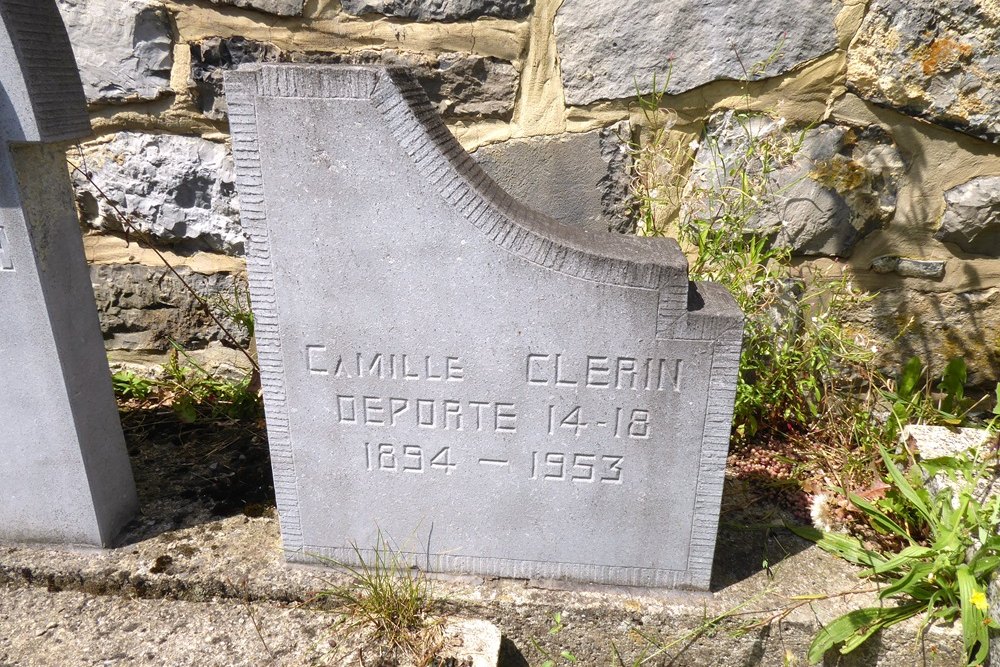 CAMILLE CLERIN
DEPORTE 14-18
1894 - 1953